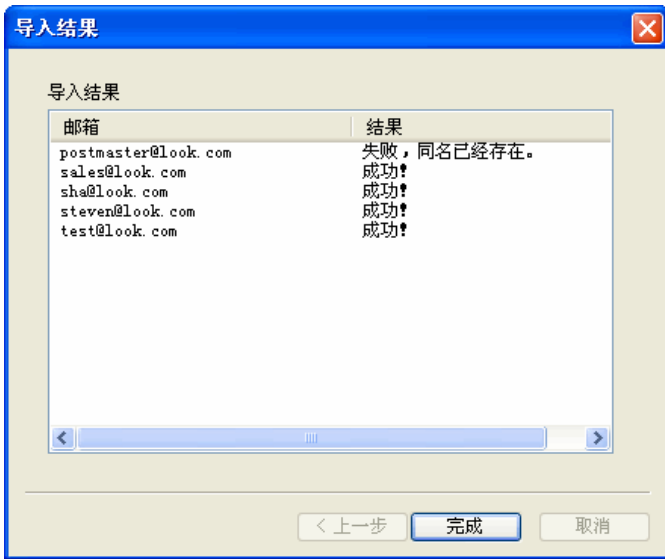 导入结果
导入结果
邮箱 结果
postmaster@look.com 失败，同名已经存在。
sales@look.com 成功!
sha@look.com 成功!
steven@look.com 成功!
test@look.com 成功!
< 上一步 完成 取消